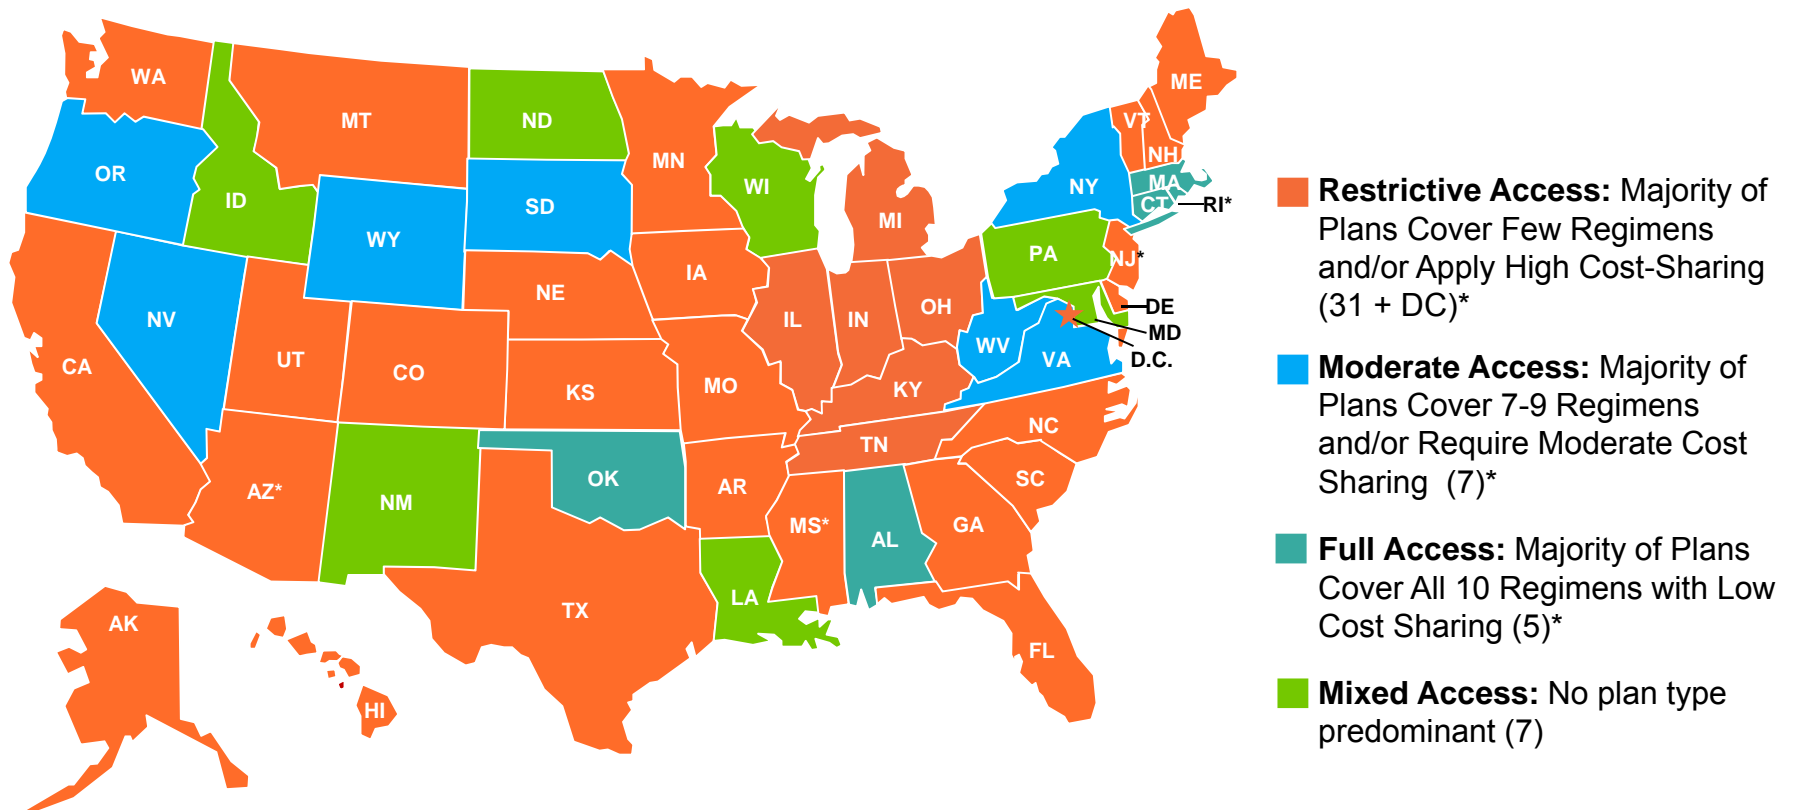 WA
MT
ND
MN
OR
ID
WY
SD
WI
MI
NY
VT
NH
ME
MA
CT
RI*
PA
NJ*
DE
MD
D.C.
NV
UT
CO
NE
IA
IL
IN
OH
WV
VA
KY
CA
KS
MO
TN
NC
SC
AZ*
NM
OK
AR
MS*
AL
GA
TX
LA
FL
AK
HI
Restrictive Access: Majority of
Plans Cover Few Regimens
and/or Apply High Cost-Sharing
(31 + DC)*
Moderate Access: Majority of
Plans Cover 7-9 Regimens
and/or Require Moderate Cost
Sharing (7)*
Full Access: Majority of Plans
Cover All 10 Regimens with Low
Cost Sharing (5)*
Mixed Access: No plan type
predominant (7)